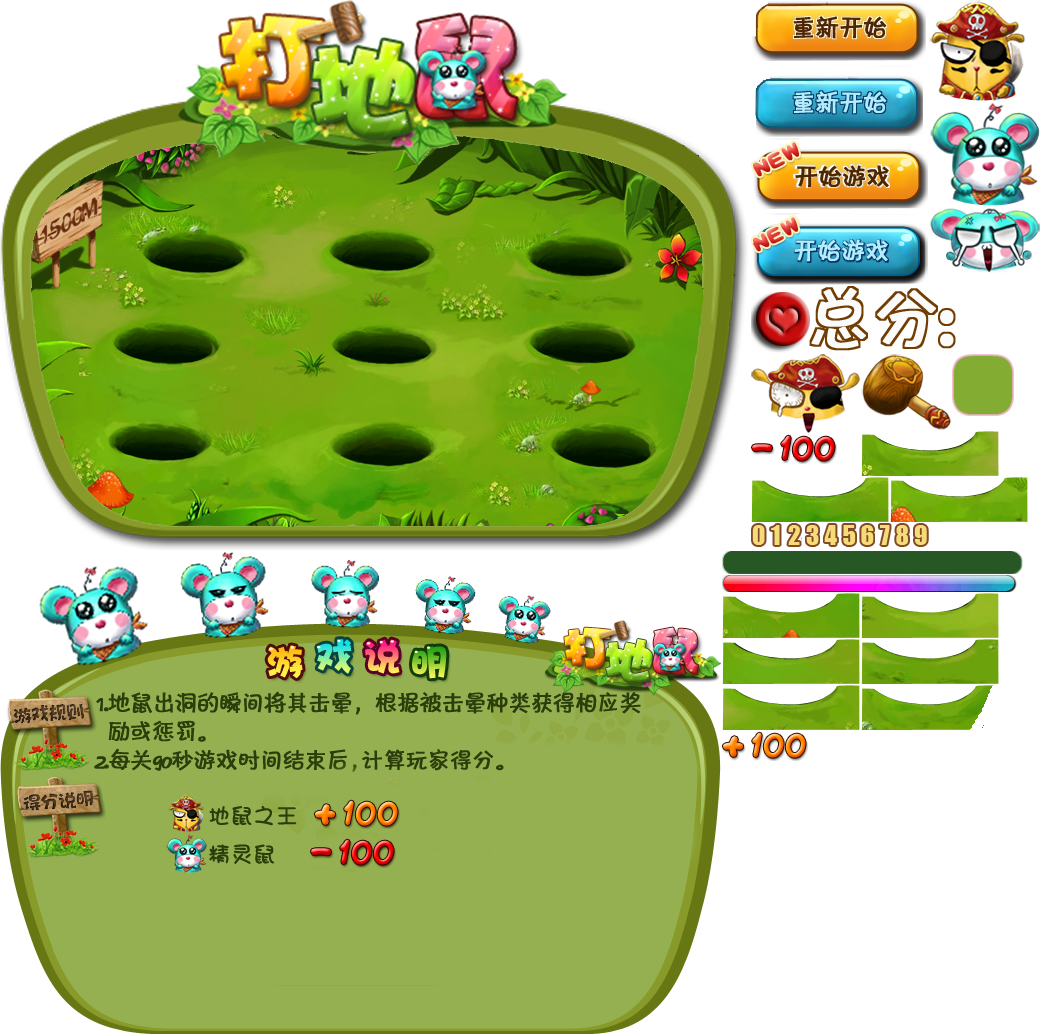 打地鼠
1500M
重新开始
重新开始
NEW
开始游戏
NEW
开始游戏
总分:
-100
0123456789
+100
游戏说明
打地鼠
游戏规则
1.地鼠出洞的瞬间将其击晕，根据被击晕种类获得相应奖
励或惩罚。
2.每关90秒游戏时间结束后，计算玩家得分。
得分说明
地鼠之王 +100
精灵鼠 -100